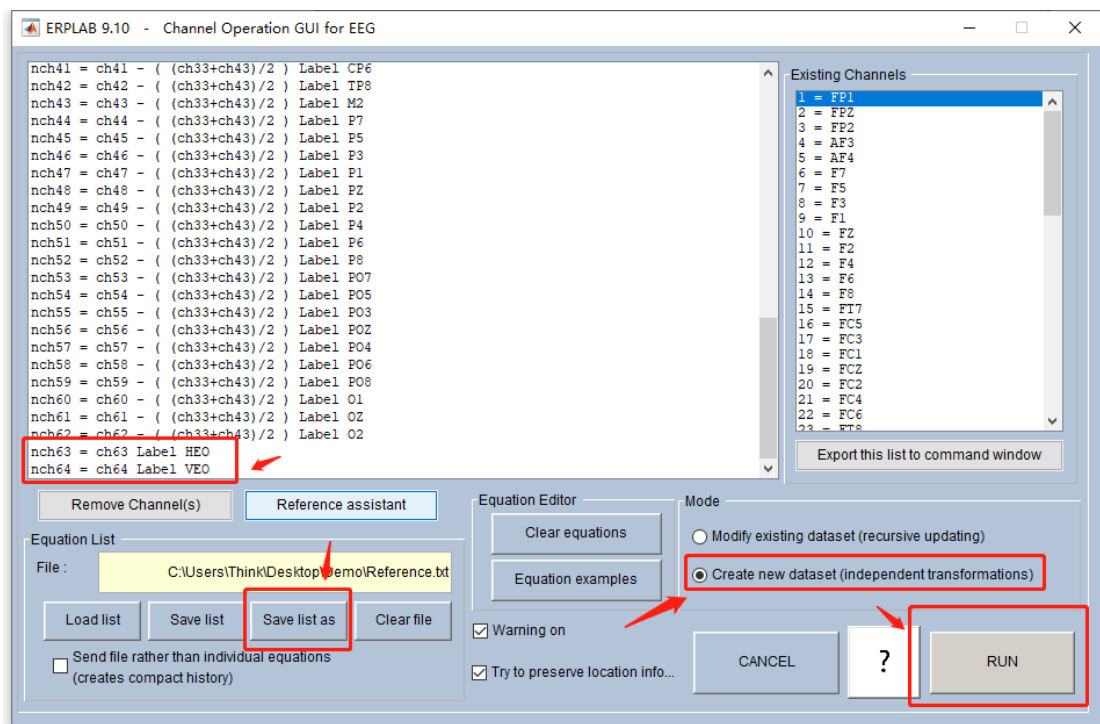 ERPLAB 9.10 - Channel Operation GUI for EEG
nch41 = ch41 - ( (ch33+ch43)/2 ) Label CP6
nch42 = ch42 - ( (ch33+ch43)/2 ) Label TP8
nch43 = ch43 - ( (ch33+ch43)/2 ) Label M2
nch44 = ch44 - ( (ch33+ch43)/2 ) Label P7
nch45 = ch45 - ( (ch33+ch43)/2 ) Label P5
nch46 = ch46 - ( (ch33+ch43)/2 ) Label P3
nch47 = ch47 - ( (ch33+ch43)/2 ) Label P1
nch48 = ch48 - ( (ch33+ch43)/2 ) Label PZ
nch49 = ch49 - ( (ch33+ch43)/2 ) Label P2
nch50 = ch50 - ( (ch33+ch43)/2 ) Label P4
nch51 = ch51 - ( (ch33+ch43)/2 ) Label P6
nch52 = ch52 - ( (ch33+ch43)/2 ) Label P8
nch53 = ch53 - ( (ch33+ch43)/2 ) Label PO7
nch54 = ch54 - ( (ch33+ch43)/2 ) Label PO5
nch55 = ch55 - ( (ch33+ch43)/2 ) Label PO3
nch56 = ch56 - ( (ch33+ch43)/2 ) Label POZ
nch57 = ch57 - ( (ch33+ch43)/2 ) Label PO4
nch58 = ch58 - ( (ch33+ch43)/2 ) Label PO6
nch59 = ch59 - ( (ch33+ch43)/2 ) Label PO8
nch60 = ch60 - ( (ch33+ch43)/2 ) Label O1
nch61 = ch61 - ( (ch33+ch43)/2 ) Label OZ
nch62 = ch62 - ( (ch33+ch43)/2 ) Label O2
nch63 = ch63 Label HEO
nch64 = ch64 Label VEO
Existing Channels
1 = FP1
2 = FPZ
3 = FP2
4 = AF3
5 = AF4
6 = F7
7 = F5
8 = F3
9 = F1
10 = FZ
11 = F2
12 = F4
13 = F6
14 = F8
15 = FT7
16 = FC5
17 = FC3
18 = FC1
19 = FCZ
20 = FC2
21 = FC4
22 = FC6
23 = FT8
Export this list to command window
Remove Channel(s)
Reference assistant
Equation List
File :
C:\Users\Think\Desktop\Demo\Reference.txt
Load list
Save list
Save list as
Clear file
Send file rather than individual equations
(creates compact history)
Equation Editor
Clear equations
Equation examples
Warning on
Try to preserve location info...
Mode
Modify existing dataset (recursive updating)
Create new dataset (independent transformations)
CANCEL
?
RUN